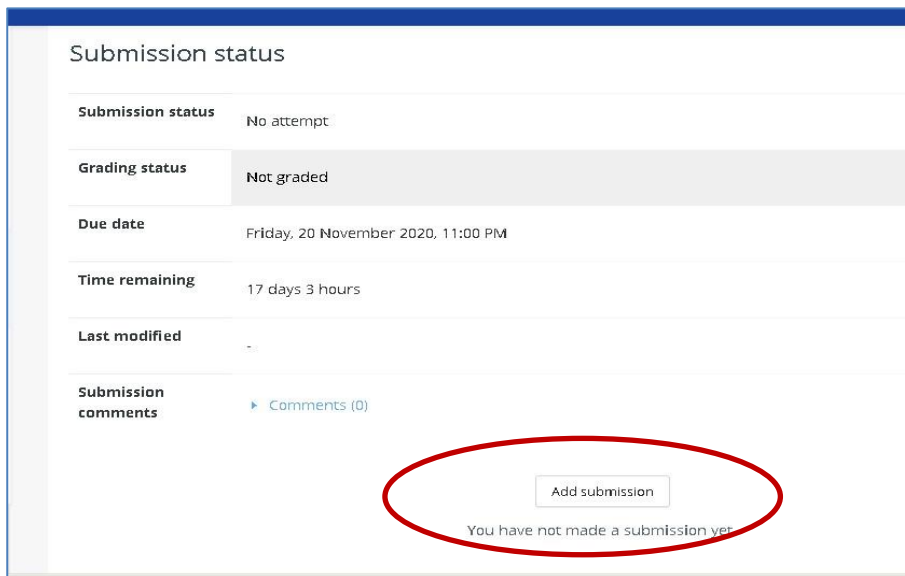 Submission status
Submission status
No attempt
Grading status
Not graded
Due date
Friday, 20 November 2020, 11:00 PM
Time remaining
17 days 3 hours
Last modified
-
Submission
comments
Comments (0)
Add submission
You have not made a submission yet